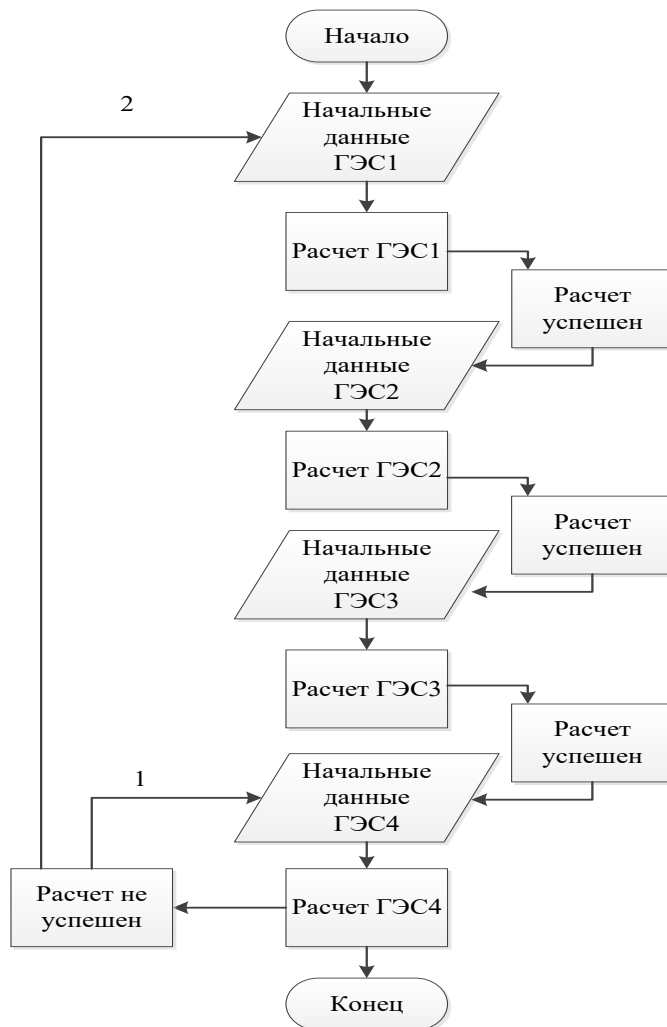 Начало
2
Начальные
данные
ГЭС1
Расчет ГЭС1
Расчет
успешен
Начальные
данные
ГЭС2
Расчет ГЭС2
Расчет
успешен
Начальные
данные
ГЭС3
Расчет ГЭС3
Расчет
успешен
1
Начальные
данные
ГЭС4
Расчет не
успешен
Расчет ГЭС4
Конец